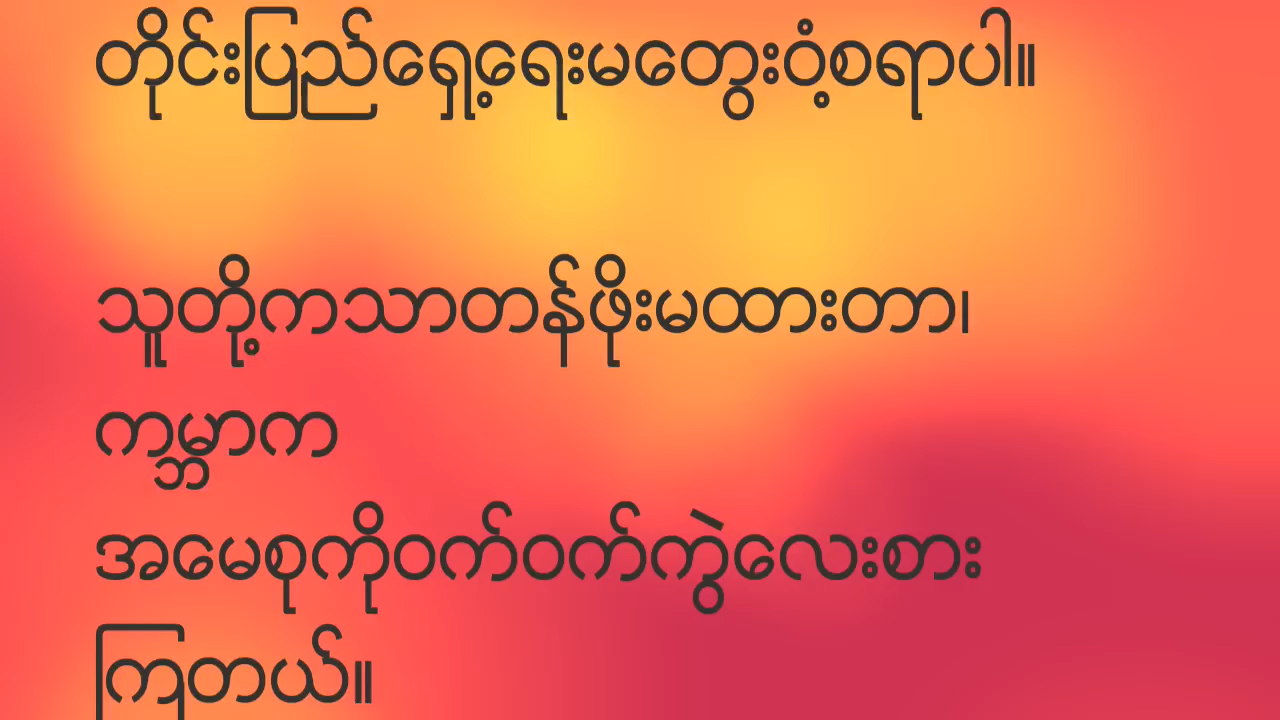 တိုင်းပြည်ရှေ့ရေးမတွေးဝံ့စရာပါ။
သူတို့ကသာတန်ဖိုးမထားတာ၊
ကမ္ဘာက
အမေစုကိုဝက်ဝက်ကွဲလေးစား
ကြတယ်။